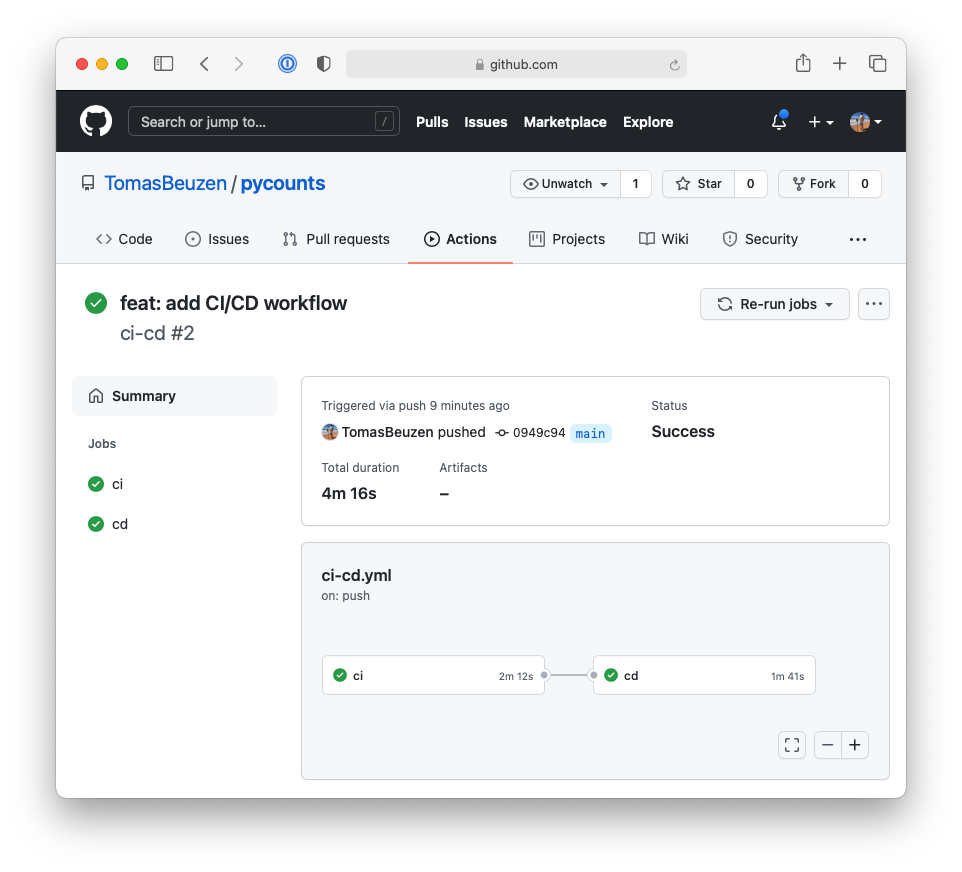 github.com
Search or jump to... /
Pulls Issues Marketplace Explore
TomasBeuzen / pycounts
Unwatch 1 Star 0 Fork 0
Code Issues Pull requests Actions Projects Wiki Security
feat: add CI/CD workflow
Re-run jobs
ci-cd #2
Summary
Jobs
ci
cd
Triggered via push 9 minutes ago
TomasBeuzen pushed 0949c94 main
Status
Success
Total duration
4m 16s
Artifacts
–
ci-cd.yml
on: push
ci 2m 12s
cd 1m 41s